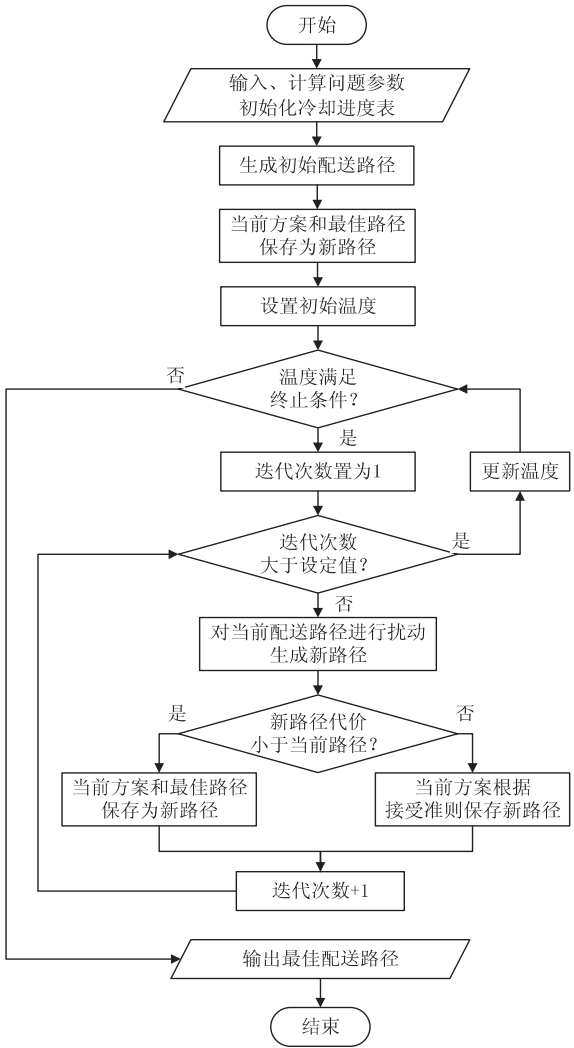 开始
输入、计算问题参数
初始化冷却进度表
生成初始配送路径
当前方案和最佳路径
保存为新路径
设置初始温度
否
温度满足
终止条件?
是
迭代次数置为1
更新温度
迭代次数
大于设定值?
是
否
对当前配送路径进行扰动
生成新路径
是
新路径代价
小于当前路径?
否
当前方案和最佳路径
保存为新路径
当前方案根据
接受准则保存新路径
迭代次数+1
输出最佳配送路径
结束